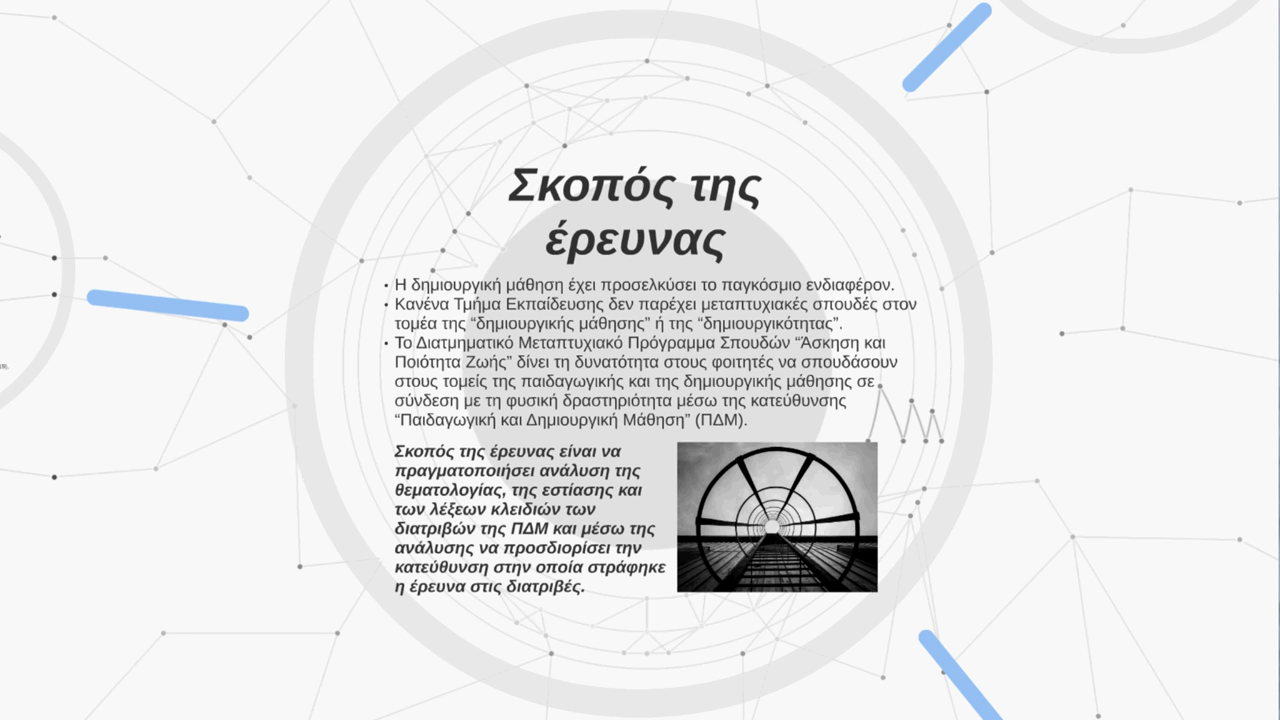 Σκοπός της
έρευνας
• Η δημιουργική μάθηση έχει προσελκύσει το παγκόσμιο ενδιαφέρον.
• Κανένα Τμήμα Εκπαίδευσης δεν παρέχει μεταπτυχιακές σπουδές στον
τομέα της “δημιουργικής μάθησης” ή της “δημιουργικότητας”.
• Το Διατμηματικό Μεταπτυχιακό Πρόγραμμα Σπουδών “Άσκηση και
Ποιότητα Ζωής” δίνει τη δυνατότητα στους φοιτητές να σπουδάσουν
στους τομείς της παιδαγωγικής και της δημιουργικής μάθησης σε
σύνδεση με τη φυσική δραστηριότητα μέσω της κατεύθυνσης
“Παιδαγωγική και Δημιουργική Μάθηση” (ΠΔΜ).
Σκοπός της έρευνας είναι να
πραγματοποιήσει ανάλυση της
θεματολογίας, της εστίασης και
των λέξεων κλειδιών των
διατριβών της ΠΔΜ και μέσω της
ανάλυσης να προσδιορίσει την
κατεύθυνση στην οποία στράφηκε
η έρευνα στις διατριβές.